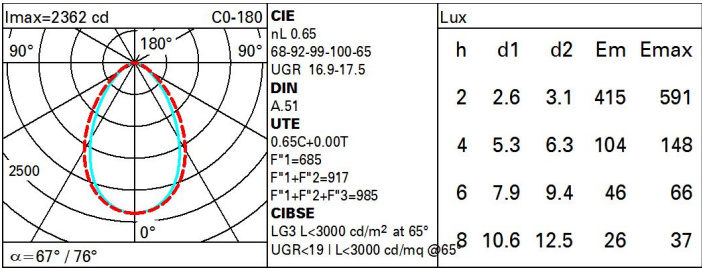 Imax=2362 cd C0-180
90° 180° 90°
2500
0°
α=67° / 76°
CIE
nL 0.65
68-92-99-100-65
UGR 16.9-17.5
DIN
A.51
UTE
0.65C+0.00T
F"1=685
F"1+F"2=917
F"1+F"2+F"3=985
CIBSE
LG3 L<3000 cd/m² at 65°
UGR<19 | L<3000 cd/mq @65°
Lux
h d1 d2 Em Emax
2 2.6 3.1 415 591
4 5.3 6.3 104 148
6 7.9 9.4 46 66
8 10.6 12.5 26 37